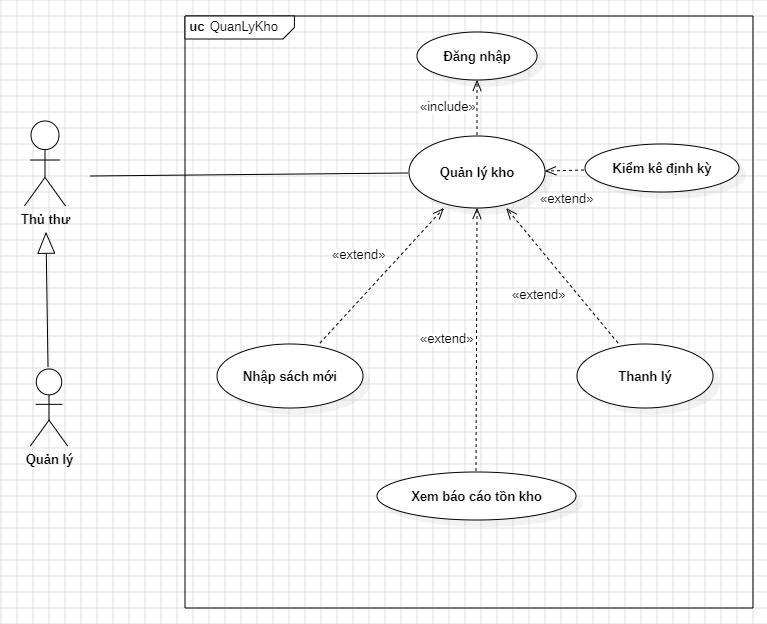 uc QuanLyKho
Đăng nhập
«include»
Quản lý kho
Kiểm kê định kỳ
«extend»
Thủ thư
«extend»
«extend»
«extend»
Nhập sách mới
Thanh lý
Quản lý
Xem báo cáo tồn kho